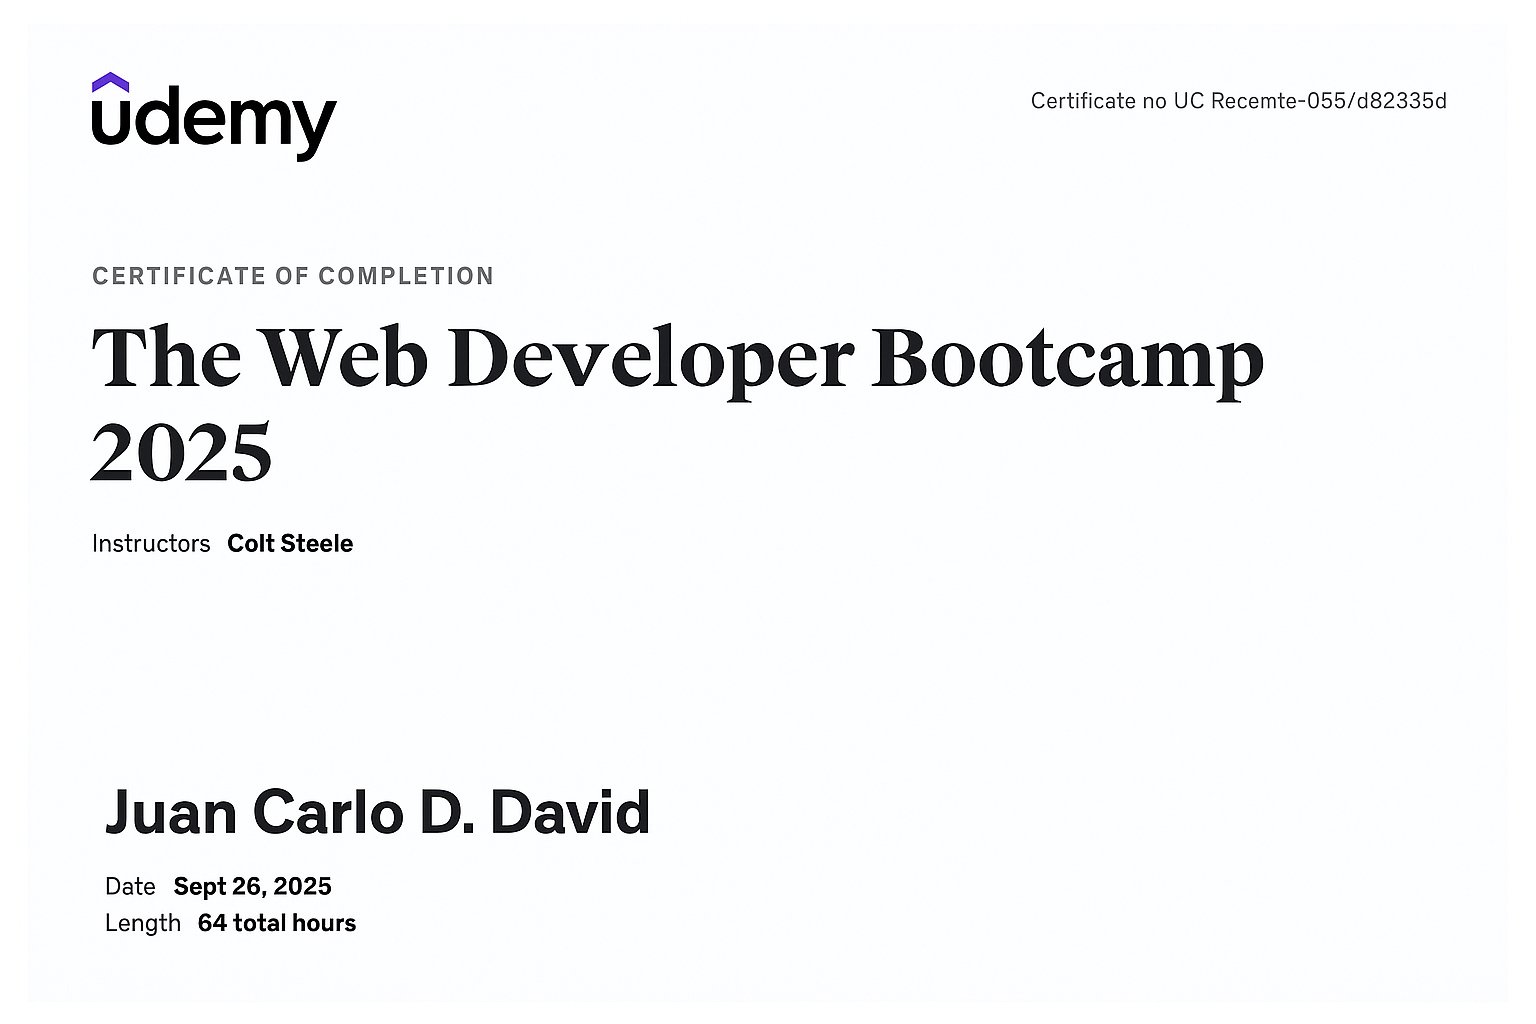 udemy
Certificate no UC Recemte-055/d82335d
CERTIFICATE OF COMPLETION
The Web Developer Bootcamp
2025
Instructors Colt Steele
Juan Carlo D. David
Date Sept 26, 2025
Length 64 total hours